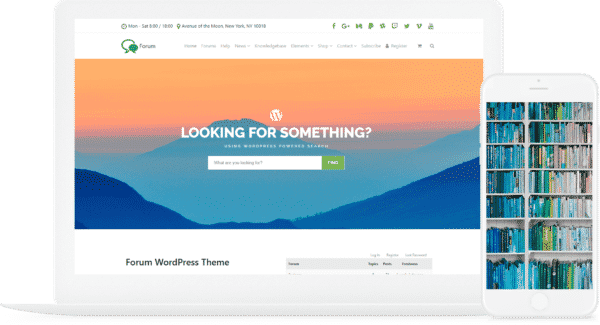 Mon - Sat 8:00 / 18:00 Avenue of the Moon, New York, NY 10018
Forum
Home Forums Help News Knowledgebase Elements Shop Contact Subscribe Register
LOOKING FOR SOMETHING?
USING WORDPRESS POWERED SEARCH
What are you looking for? FIND
Log In Register Lost Password
Forum WordPress Theme
Forum Topics Posts Freshness